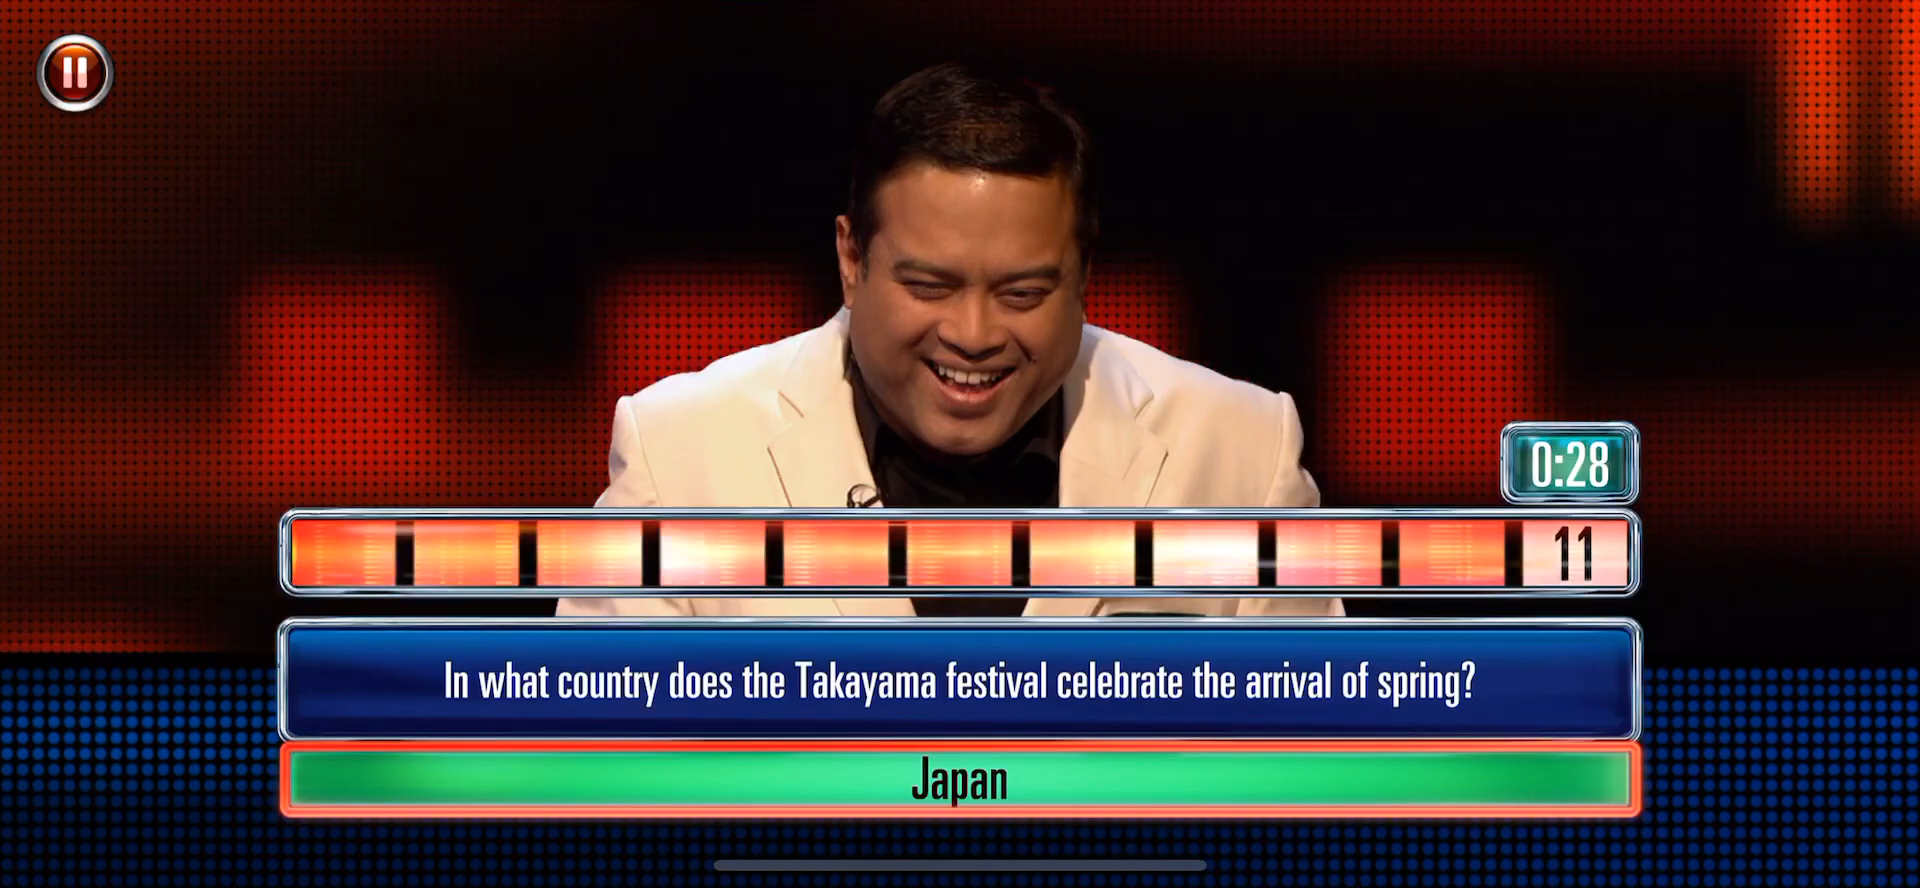 0:28
11
In what country does the Takayama festival celebrate the arrival of spring?
Japan